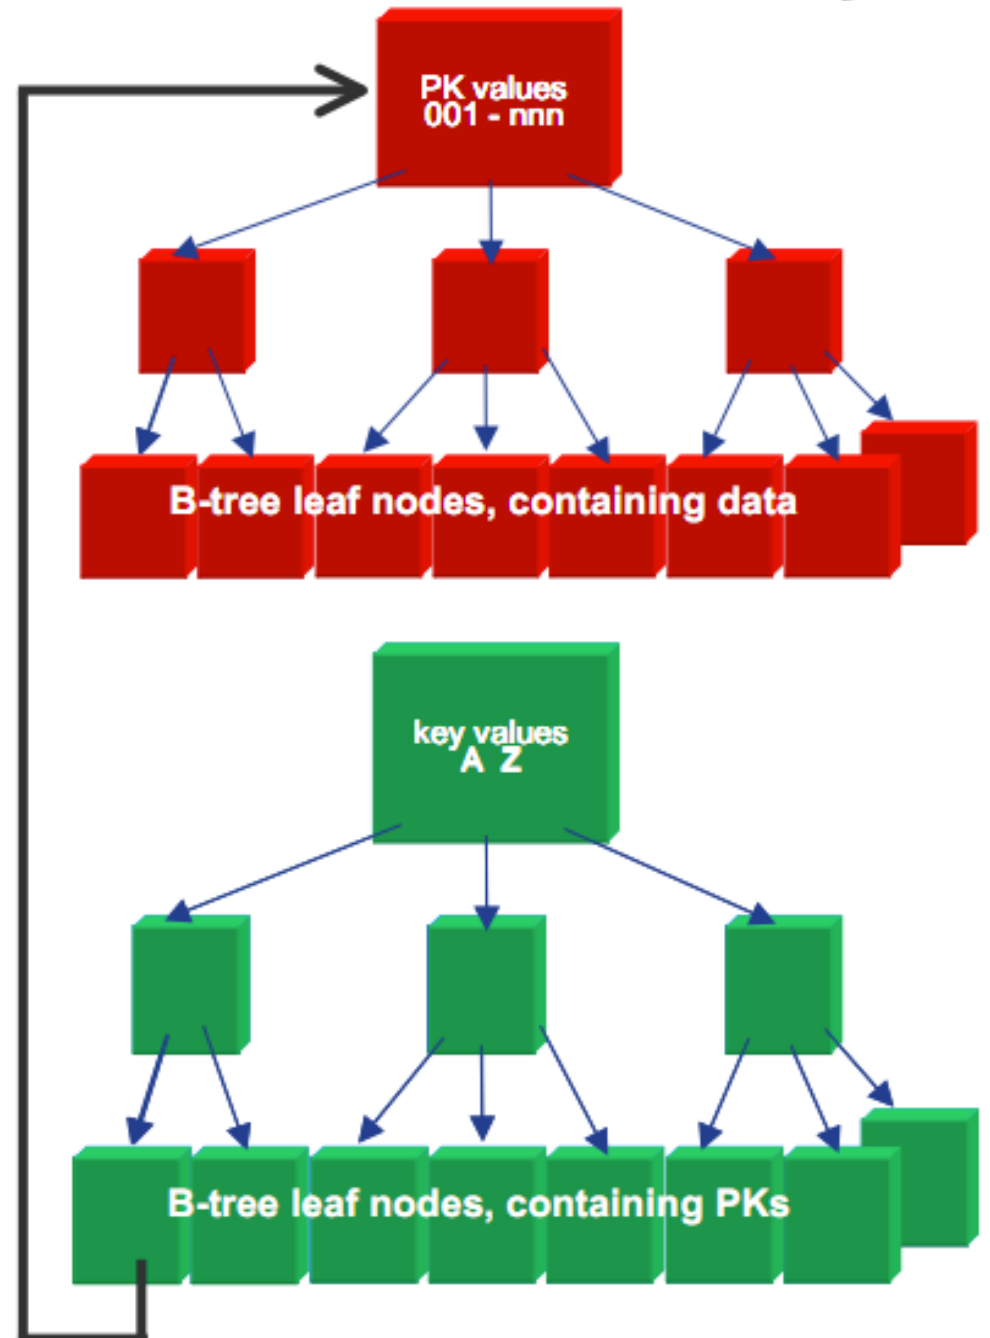 PK values
001 - nnn
B-tree leaf nodes, containing data
key values
A Z
B-tree leaf nodes, containing PKs